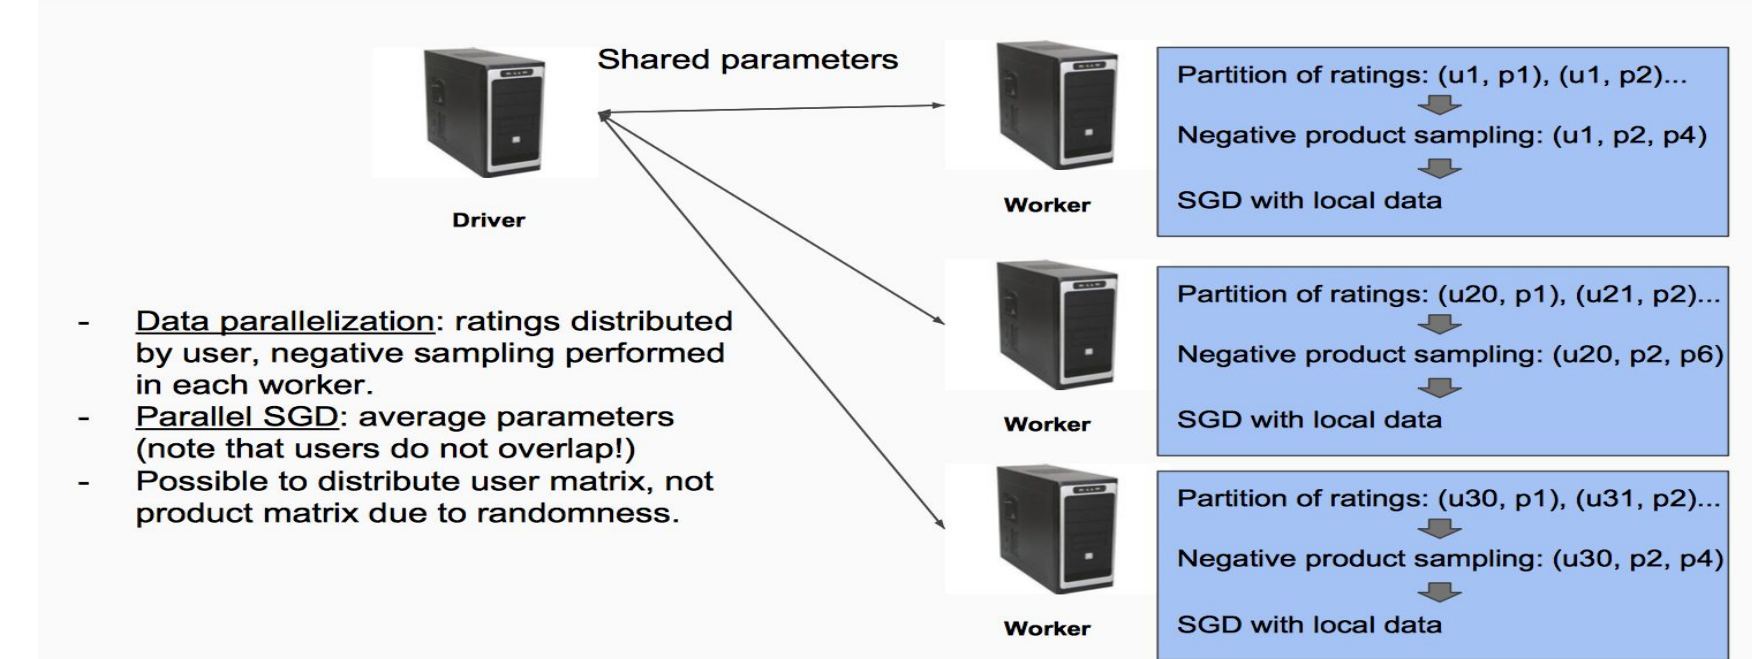 Shared parameters
Driver
- Data parallelization: ratings distributed
by user, negative sampling performed
in each worker.
- Parallel SGD: average parameters
(note that users do not overlap!)
- Possible to distribute user matrix, not
product matrix due to randomness.
Worker
Partition of ratings: (u1, p1), (u1, p2)...
Negative product sampling: (u1, p2, p4)
SGD with local data
Worker
Partition of ratings: (u20, p1), (u21, p2)...
Negative product sampling: (u20, p2, p6)
SGD with local data
Worker
Partition of ratings: (u30, p1), (u31, p2)...
Negative product sampling: (u30, p2, p4)
SGD with local data